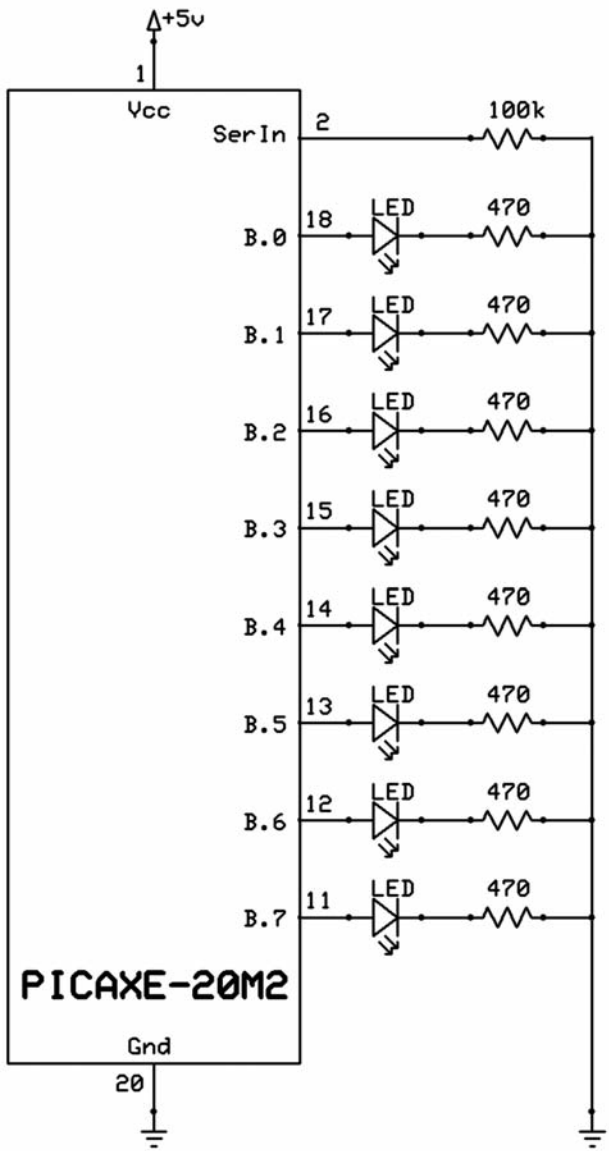 +5v
1
Vcc
SerIn 2 100k
LED 470
B.0 18
LED 470
B.1 17
LED 470
B.2 16
LED 470
B.3 15
LED 470
B.4 14
LED 470
B.5 13
LED 470
B.6 12
LED 470
B.7 11
PICAXE-20M2
Gnd
20